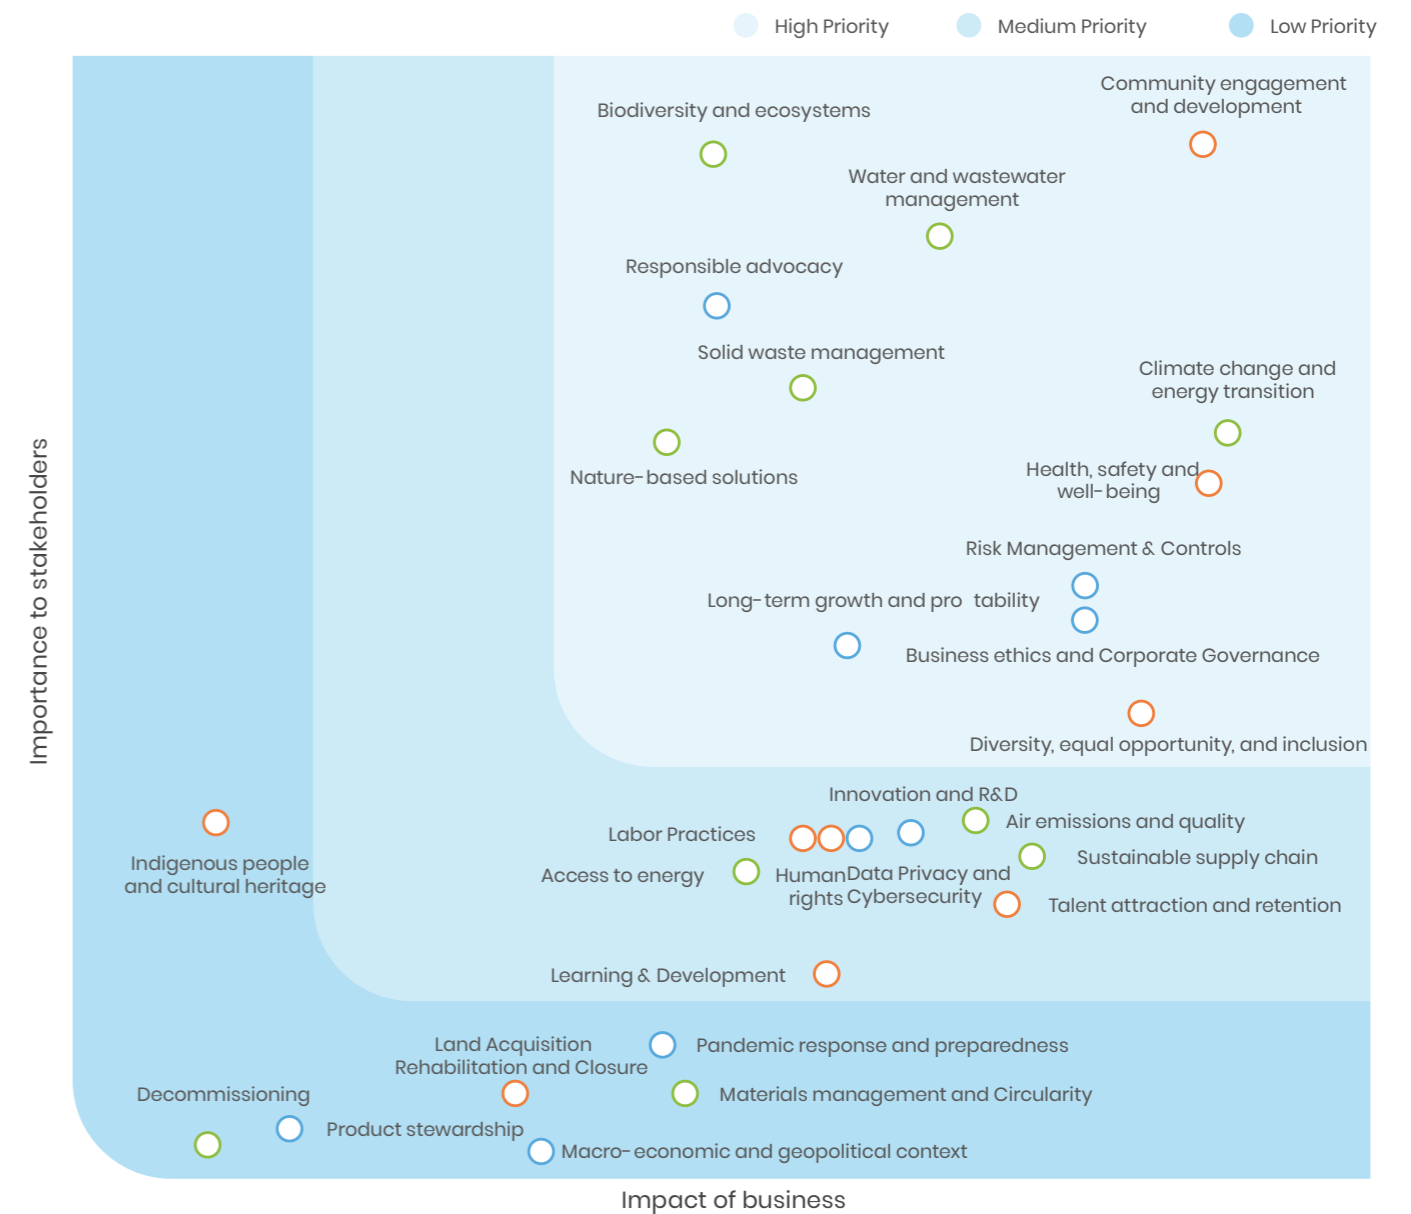 High Priority
Medium Priority
Low Priority
Community engagement
and development
Biodiversity and ecosystems
Water and wastewater
management
Responsible advocacy
Solid waste management
Climate change and
energy transition
Nature-based solutions
Health, safety and
well-being
Risk Management & Controls
Long-term growth and pro tability
Business ethics and Corporate Governance
Diversity, equal opportunity, and inclusion
Innovation and R&D
Air emissions and quality
Labor Practices
Sustainable supply chain
Access to energy
Human
rights
Data Privacy and
Cybersecurity
Talent attraction and retention
Indigenous people
and cultural heritage
Learning & Development
Land Acquisition
Rehabilitation and Closure
Pandemic response and preparedness
Decommissioning
Materials management and Circularity
Product stewardship
Macro-economic and geopolitical context
Importance to stakeholders
Impact of business